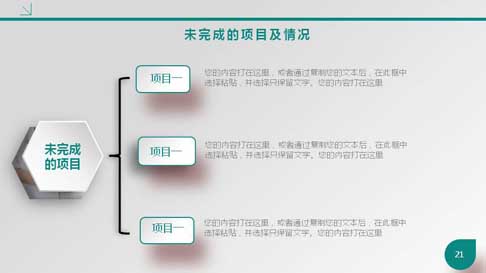 未完成的项目及情况
项目一
您的内容打在这里，或者通过复制您的文本后，在此框中
选择粘贴，并选择只保留文字。您的内容打在这里
未完成
的项目
项目一
您的内容打在这里，或者通过复制您的文本后，在此框中
选择粘贴，并选择只保留文字。您的内容打在这里
项目一
您的内容打在这里，或者通过复制您的文本后，在此框中
选择粘贴，并选择只保留文字。您的内容打在这里
21